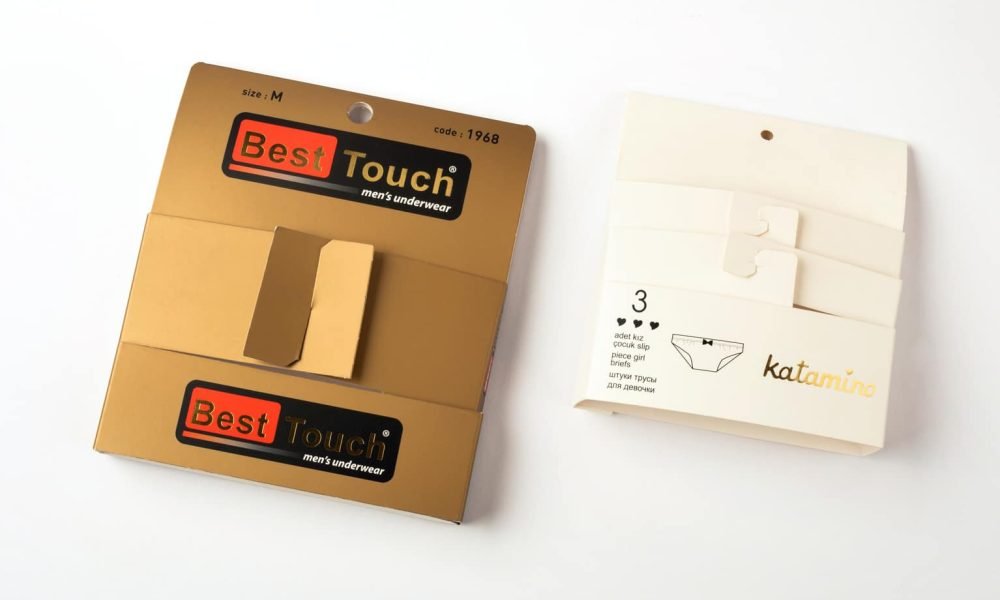 size : M
code : 1968
Best Touch®
men's underwear
Best Touch®
men's underwear
3
adet kız
çocuk slip
piece girl
briefs
штуки трусы
для девочки
katamino